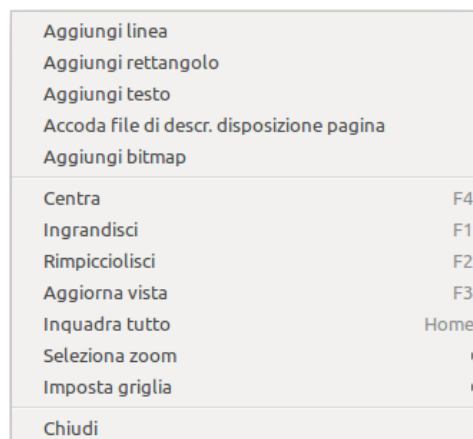 Aggiungi linea
Aggiungi rettangolo
Aggiungi testo
Accoda file di descr. disposizione pagina
Aggiungi bitmap
Centra F4
Ingrandisci F1
Rimpicciolisci F2
Aggiorna vista F3
Inquadra tutto Home
Seleziona zoom
Imposta griglia
Chiudi